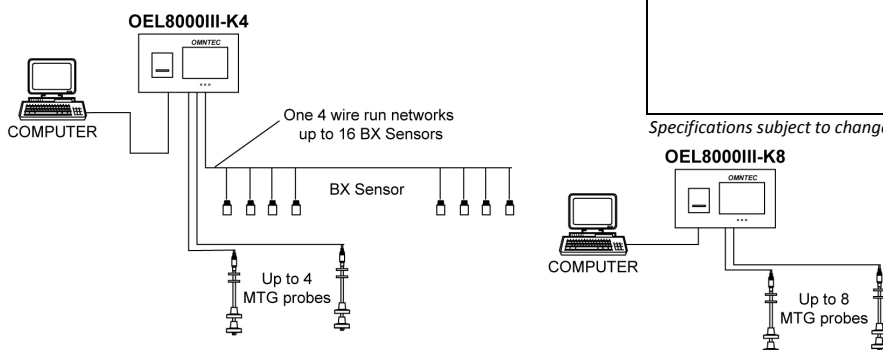 OEL8000III-K4
OMNTEC
COMPUTER
One 4 wire run networks
up to 16 BX Sensors
BX Sensor
Up to 4
MTG probes
Specifications subject to change
OEL8000III-K8
OMNTEC
COMPUTER
Up to 8
MTG probes